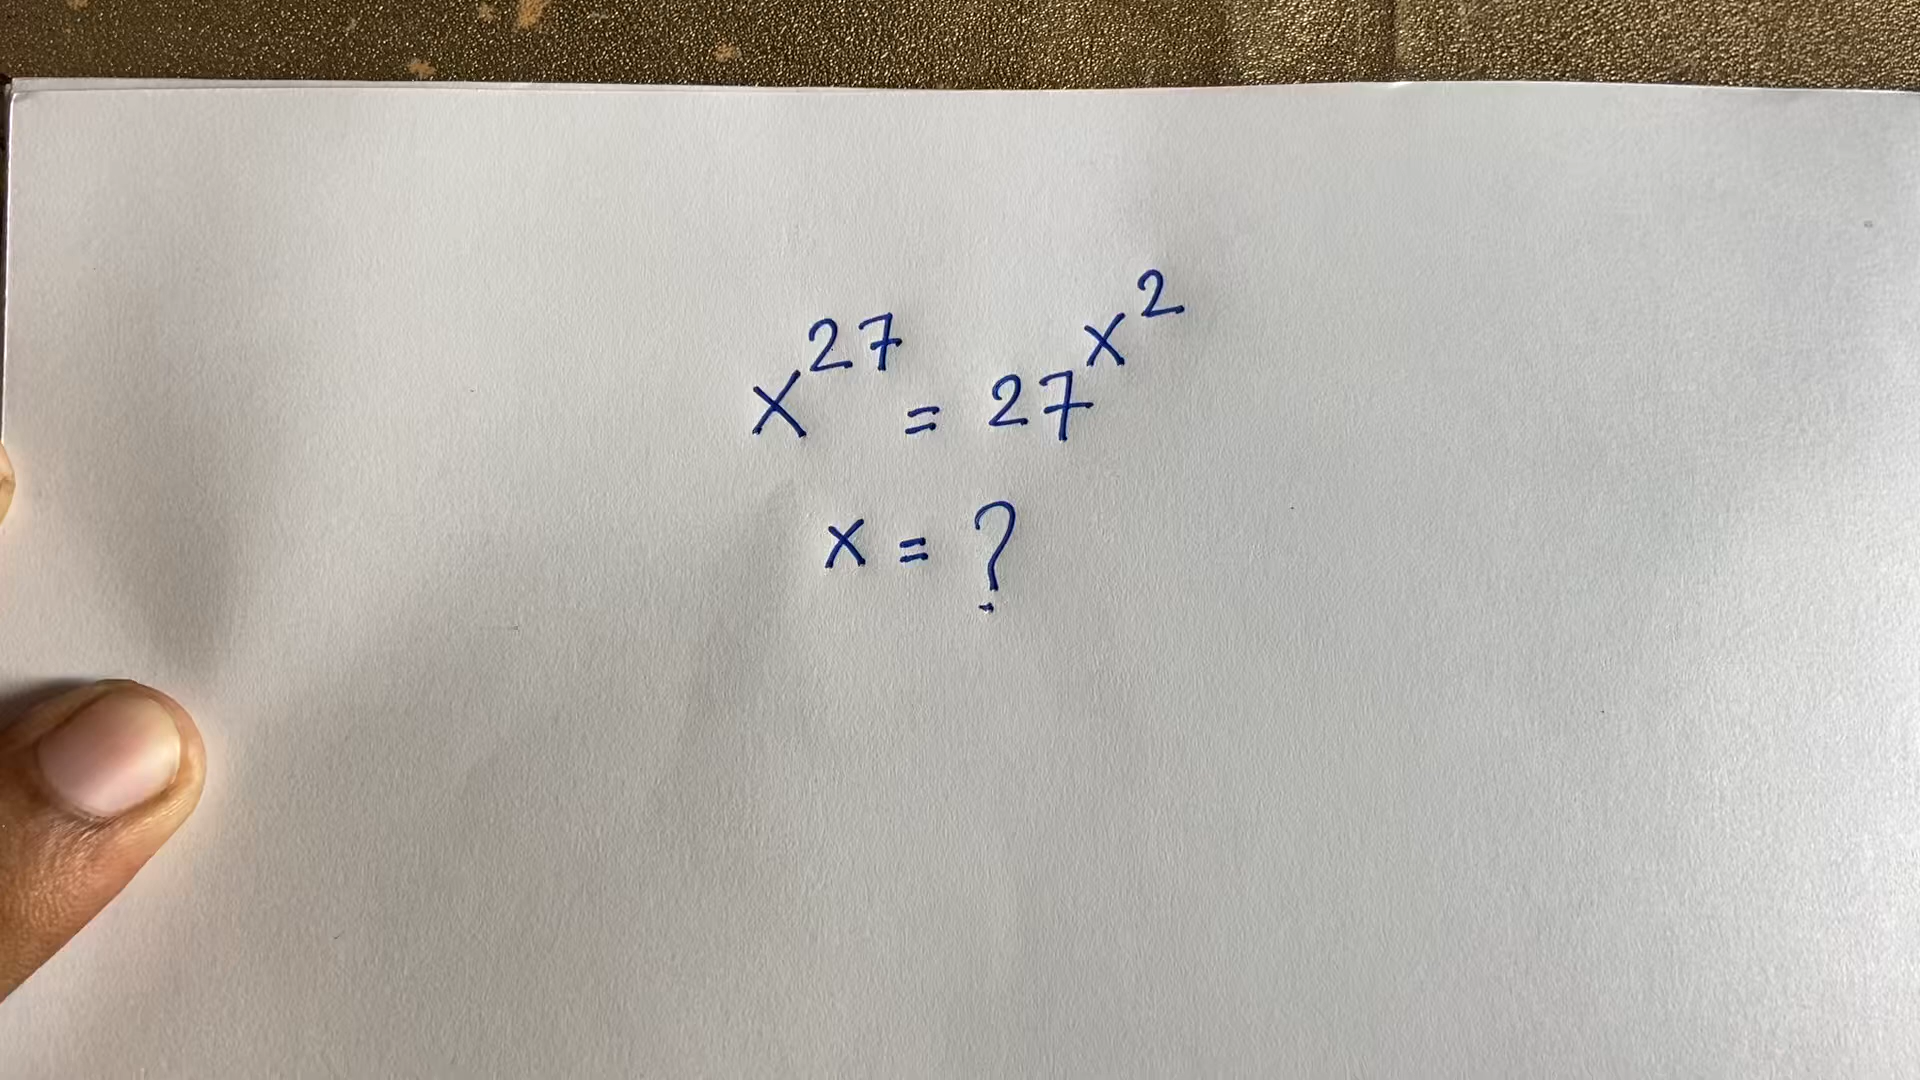 x^27 = 27^x^2
x = ?